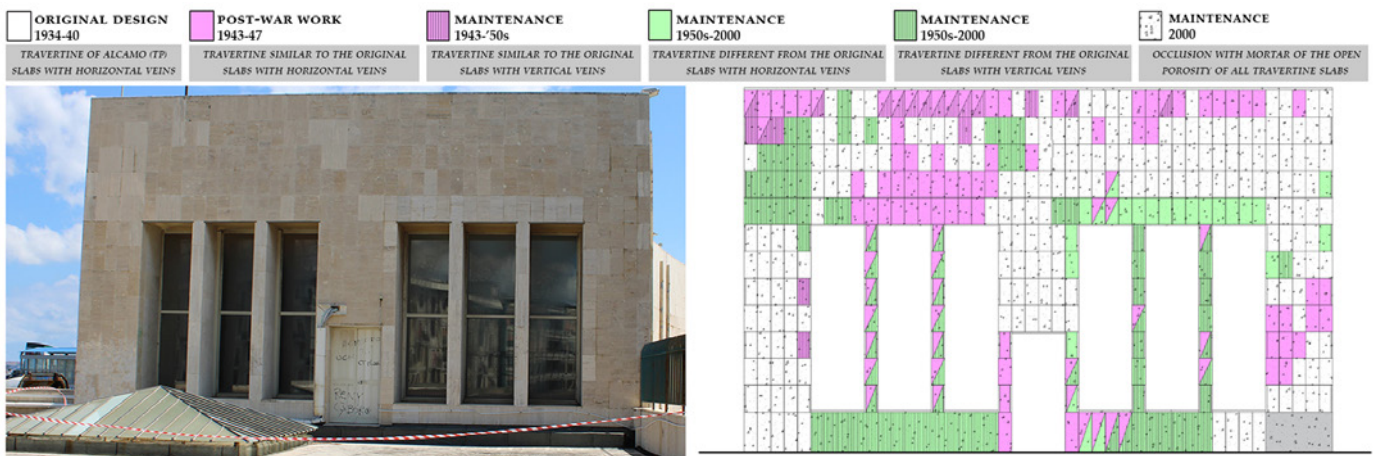 ORIGINAL DESIGN
1934-40
TRAVERTINE OF ALCAMO (TP)
SLABS WITH HORIZONTAL VEINS
POST-WAR WORK
1943-47
TRAVERTINE SIMILAR TO THE ORIGINAL
SLABS WITH HORIZONTAL VEINS
MAINTENANCE
1943-'50s
TRAVERTINE SIMILAR TO THE ORIGINAL
SLABS WITH VERTICAL VEINS
MAINTENANCE
1950s-2000
TRAVERTINE DIFFERENT FROM THE ORIGINAL
SLABS WITH HORIZONTAL VEINS
MAINTENANCE
1950s-2000
TRAVERTINE DIFFERENT FROM THE ORIGINAL
SLABS WITH VERTICAL VEINS
MAINTENANCE
2000
OCCLUSION WITH MORTAR OF THE OPEN
POROSITY OF ALL TRAVERTINE SLABS